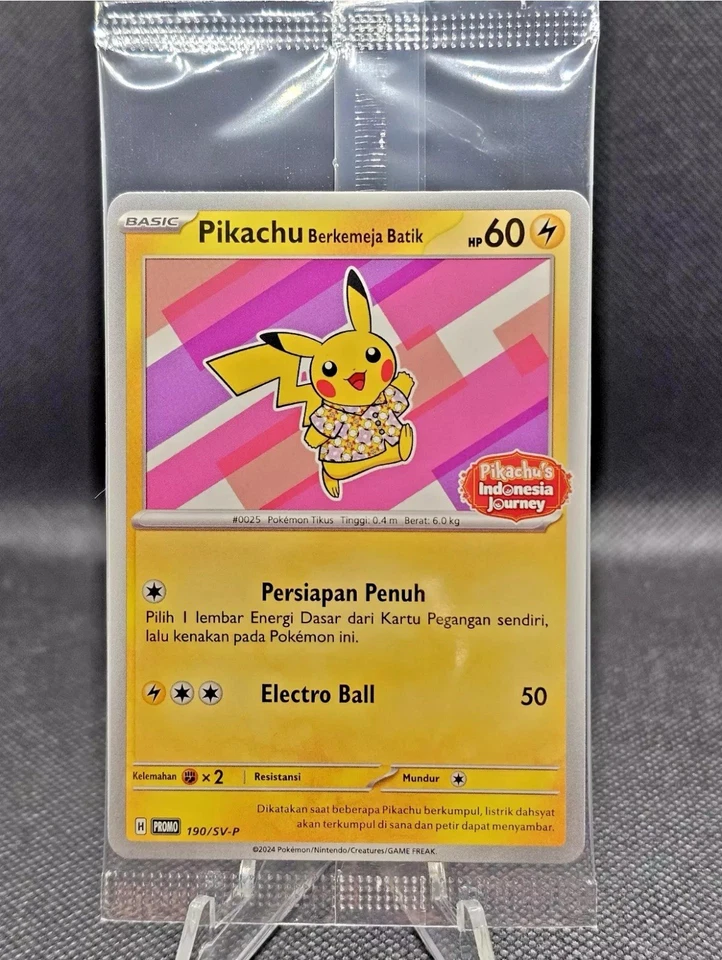 BASIC
Pikachu Berkemeja Batik HP 60
Pikachu's
Indonesia
Journey
#0025 Pokémon Tikus Tinggi: 0.4 m Berat: 6.0 kg
Persiapan Penuh
Pilih 1 lembar Energi Dasar dari Kartu Pegangan sendiri,
lalu kenakan pada Pokémon ini.
Electro Ball 50
Kelemahan ×2 Resistansi Mundur
Dikatakan saat beberapa Pikachu berkumpul, listrik dahsyat
akan terkumpul di sana dan petir dapat menyambar.
H PROMO 190/SV-P
©2024 Pokémon/Nintendo/Creatures/GAME FREAK.